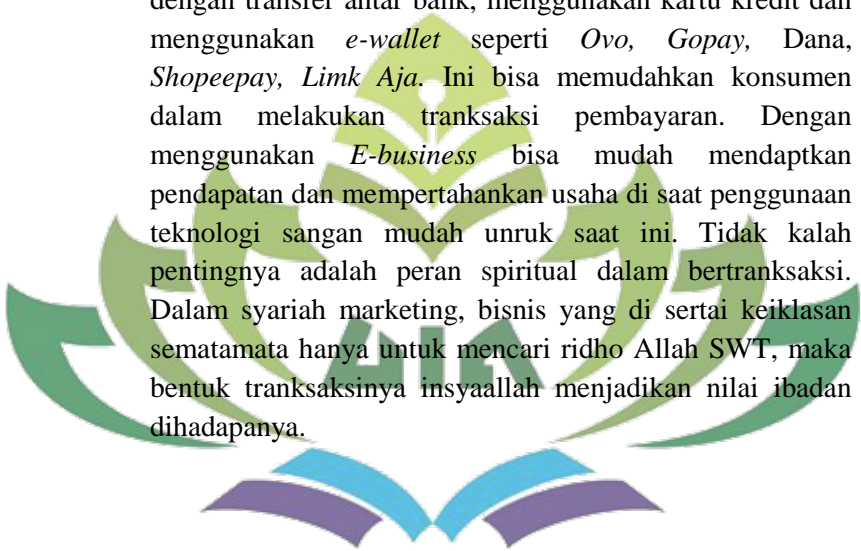 dengan transfer antar bank, menggunakan kartu kredit dan
menggunakan e-wallet seperti Ovo, Gopay, Dana,
Shopeepay, Limk Aja. Ini bisa memudahkan konsumen
dalam melakukan tranksaksi pembayaran. Dengan
menggunakan E-business bisa mudah mendaptkan
pendapatan dan mempertahankan usaha di saat penggunaan
teknologi sangan mudah unruk saat ini. Tidak kalah
pentingnya adalah peran spiritual dalam bertranksaksi.
Dalam syariah marketing, bisnis yang di sertai keiklasan
sematamata hanya untuk mencari ridho Allah SWT, maka
bentuk tranksaksinya insyaallah menjadikan nilai ibadan
dihadapanya.